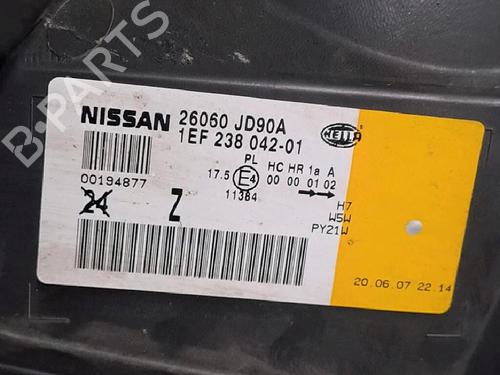 B-PARTS
NISSAN 26060 JD90A
1EF 238 042-01
HELLA
PL HC HR 1a A
17.5 E4 00 00 01 02
11384
00194877
24 Z
H7
W5W
PY21W
20.06.07 22.14